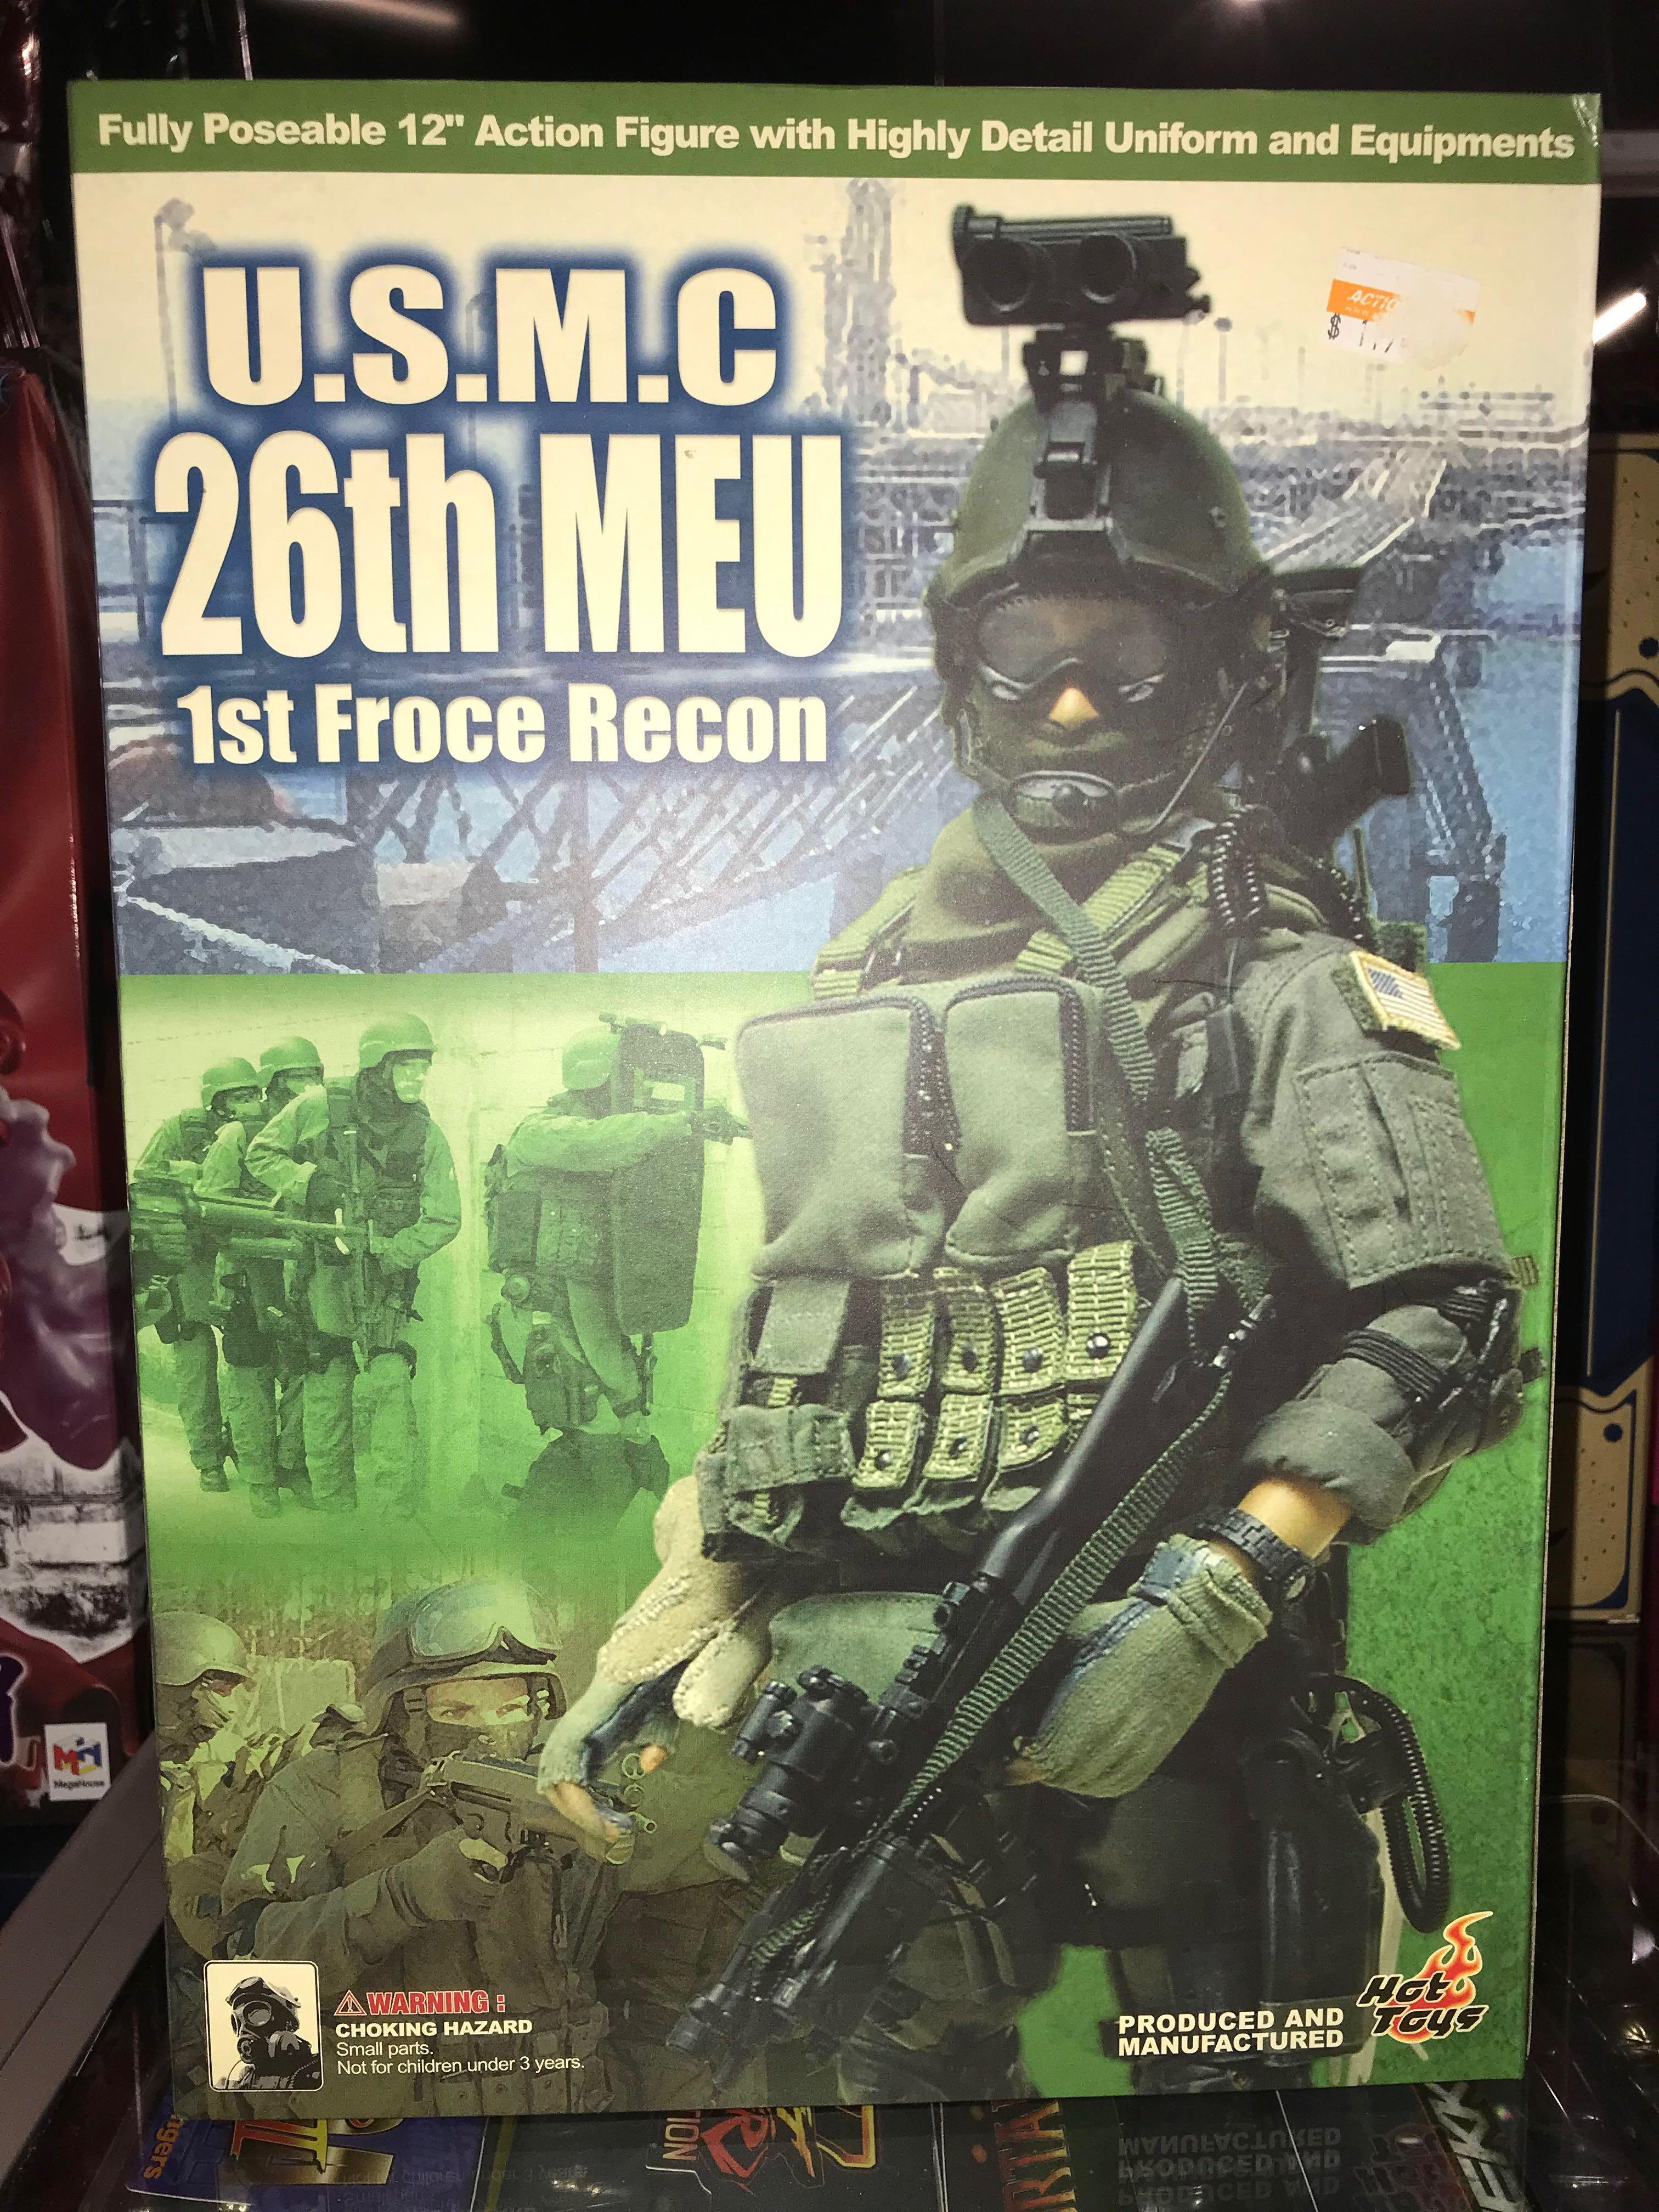 Fully Poseable 12" Action Figure with Highly Detail Uniform and Equipments
U.S.M.C
26th MEU
1st Froce Recon
MegaHouse
WARNING :
CHOKING HAZARD
Small parts.
Not for children under 3 years.
PRODUCED AND
MANUFACTURED
Hot
Toys